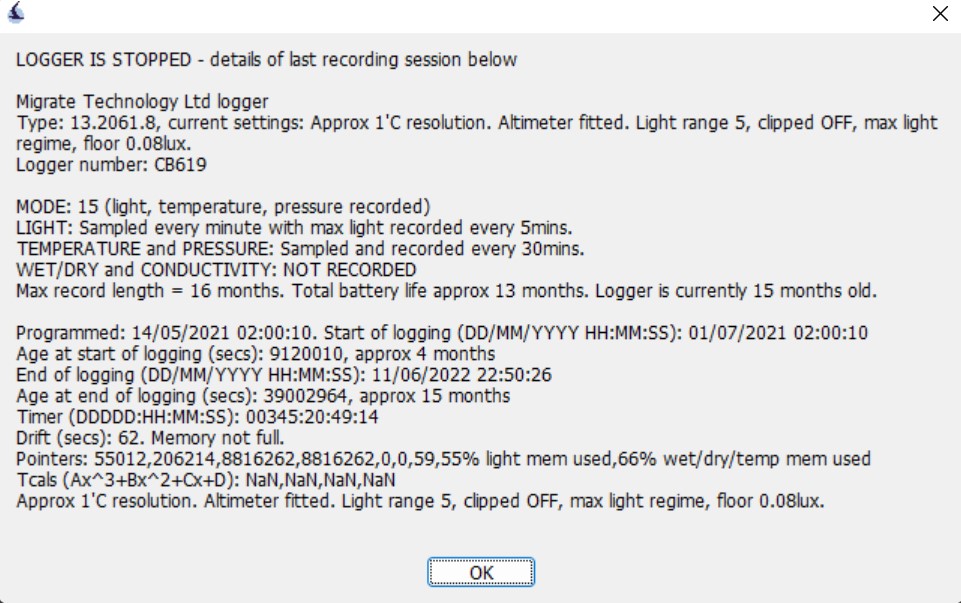 LOGGER IS STOPPED - details of last recording session below
Migrate Technology Ltd logger
Type: 13.2061.8, current settings: Approx 1'C resolution. Altimeter fitted. Light range 5, clipped OFF, max light
regime, floor 0.08lux.
Logger number: CB619
MODE: 15 (light, temperature, pressure recorded)
LIGHT: Sampled every minute with max light recorded every 5mins.
TEMPERATURE and PRESSURE: Sampled and recorded every 30mins.
WET/DRY and CONDUCTIVITY: NOT RECORDED
Max record length = 16 months. Total battery life approx 13 months. Logger is currently 15 months old.
Programmed: 14/05/2021 02:00:10. Start of logging (DD/MM/YYYY HH:MM:SS): 01/07/2021 02:00:10
Age at start of logging (secs): 9120010, approx 4 months
End of logging (DD/MM/YYYY HH:MM:SS): 11/06/2022 22:50:26
Age at end of logging (secs): 39002964, approx 15 months
Timer (DDDDD:HH:MM:SS): 00345:20:49:14
Drift (secs): 62. Memory not full.
Pointers: 55012,206214,8816262,8816262,0,0,59,55% light mem used,66% wet/dry/temp mem used
Tcals (Ax^3+Bx^2+Cx+D): NaN,NaN,NaN,NaN
Approx 1'C resolution. Altimeter fitted. Light range 5, clipped OFF, max light regime, floor 0.08lux.
OK